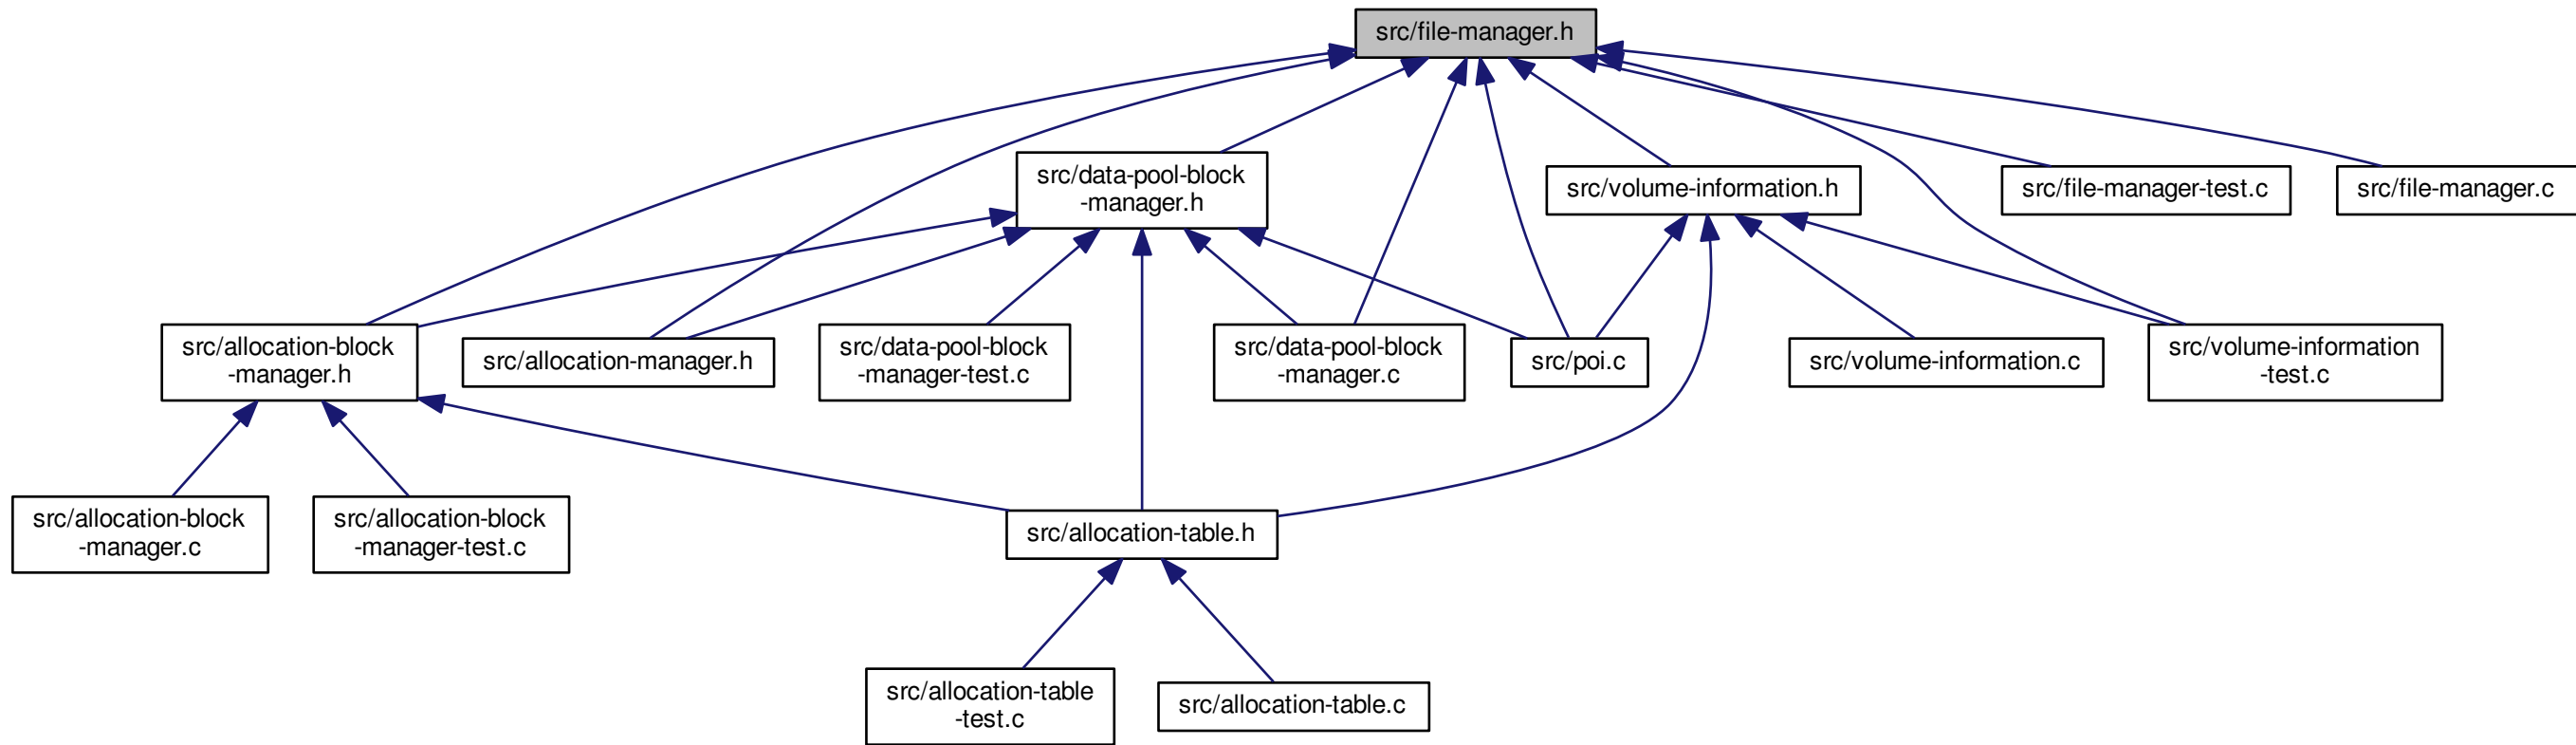 src/file-manager.h
src/data-pool-block
-manager.h
src/volume-information.h
src/file-manager-test.c
src/file-manager.c
src/allocation-block
-manager.h
src/allocation-manager.h
src/data-pool-block
-manager-test.c
src/data-pool-block
-manager.c
src/poi.c
src/volume-information.c
src/volume-information
-test.c
src/allocation-block
-manager.c
src/allocation-block
-manager-test.c
src/allocation-table.h
src/allocation-table
-test.c
src/allocation-table.c